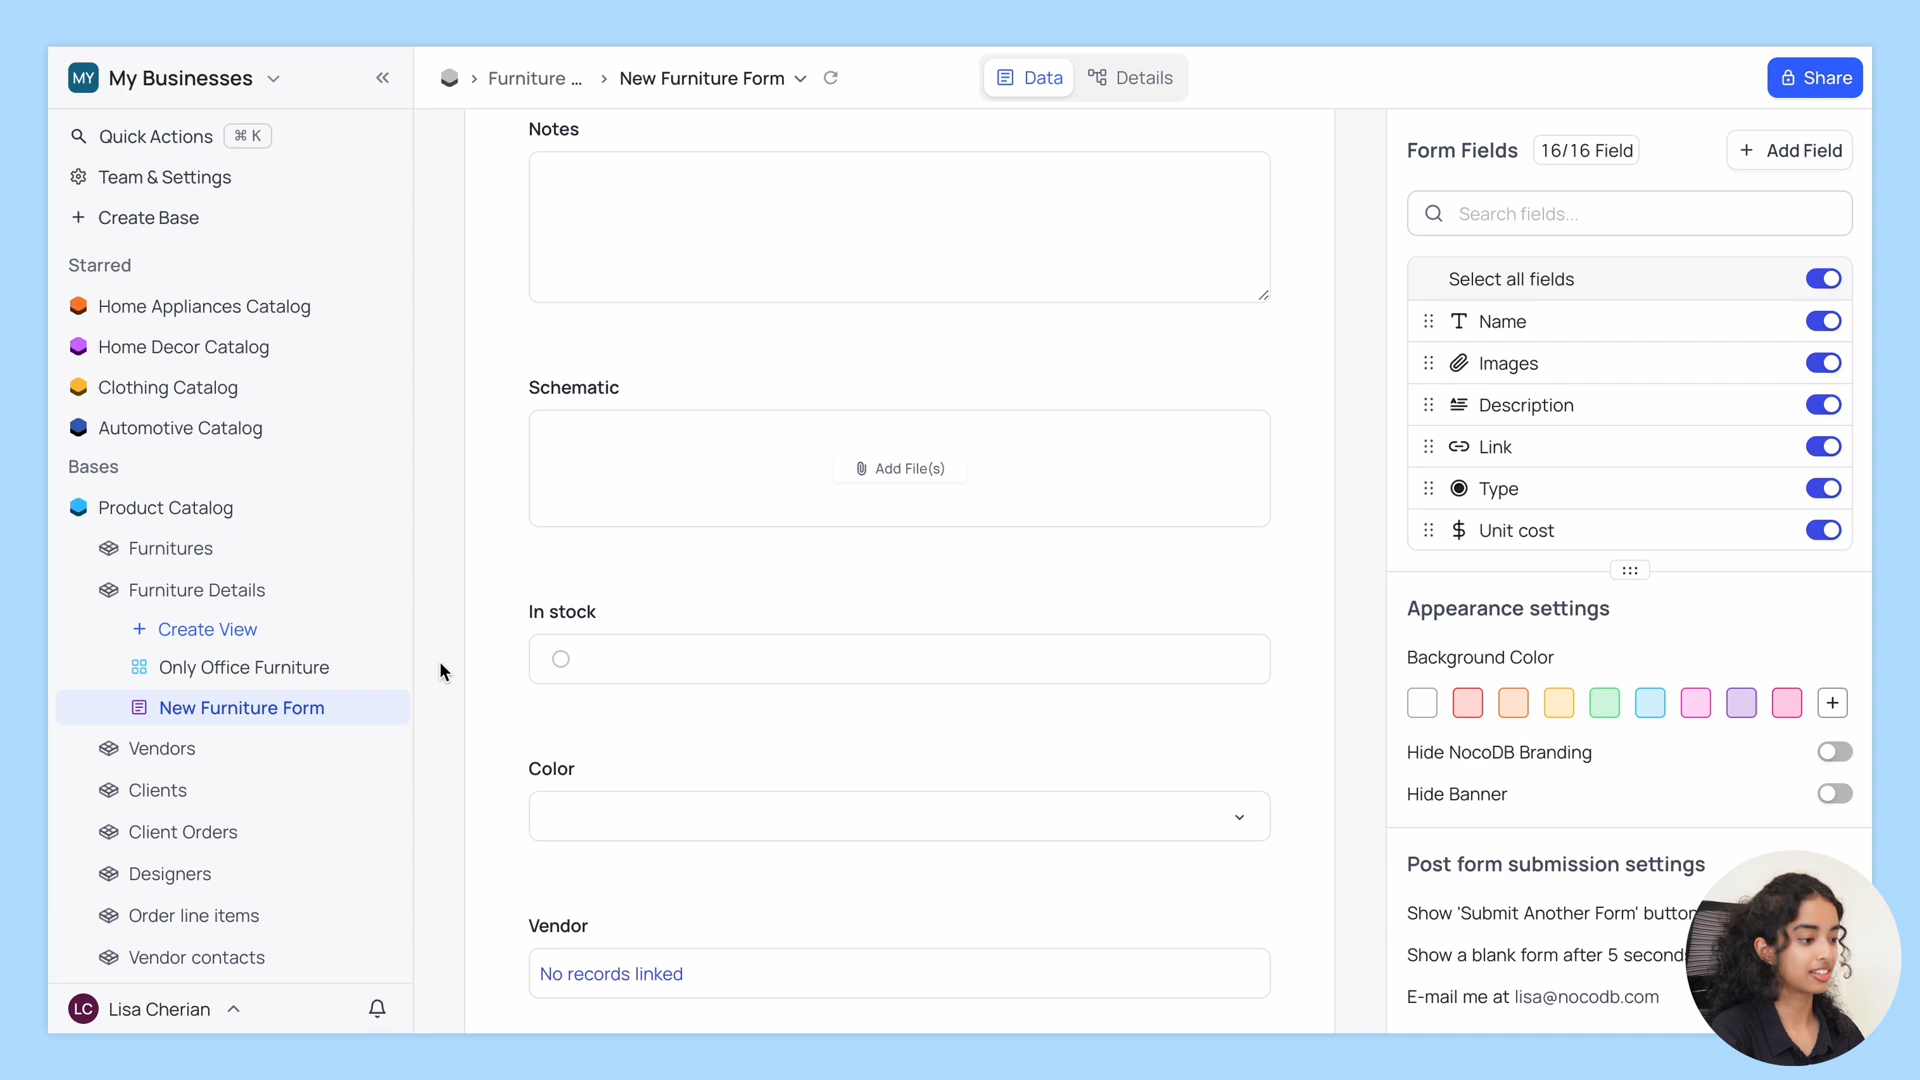 MY My Businesses
Furniture ... > New Furniture Form
Data
Details
Share
Quick Actions ⌘ K
Team & Settings
+ Create Base
Starred
Home Appliances Catalog
Home Decor Catalog
Clothing Catalog
Automotive Catalog
Bases
Product Catalog
Furnitures
Furniture Details
+ Create View
Only Office Furniture
New Furniture Form
Vendors
Clients
Client Orders
Designers
Order line items
Vendor contacts
LC Lisa Cherian
Notes
Schematic
Add File(s)
In stock
Color
Vendor
No records linked
Form Fields 16/16 Field + Add Field
Search fields...
Select all fields
Name
Images
Description
Link
Type
Unit cost
Appearance settings
Background Color
Hide NocoDB Branding
Hide Banner
Post form submission settings
Show 'Submit Another Form' button
Show a blank form after 5 second
E-mail me at lisa@nocodb.com